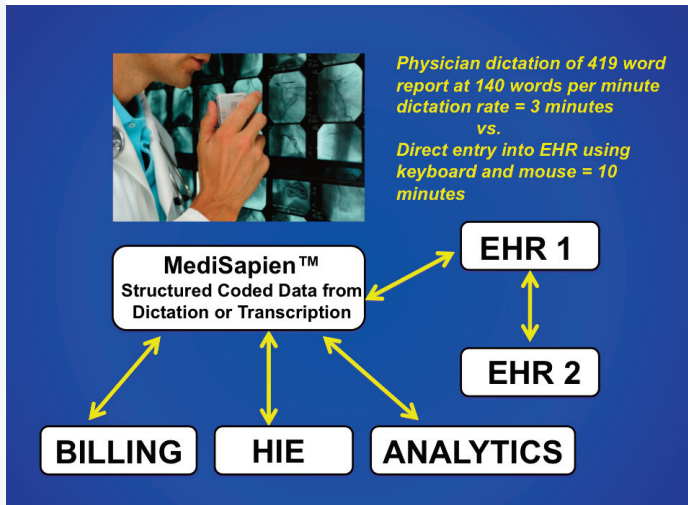 Physician dictation of 419 word
report at 140 words per minute
dictation rate = 3 minutes
vs.
Direct entry into EHR using
keyboard and mouse = 10
minutes
MediSapien™
Structured Coded Data from
Dictation or Transcription
EHR 1
EHR 2
BILLING
HIE
ANALYTICS